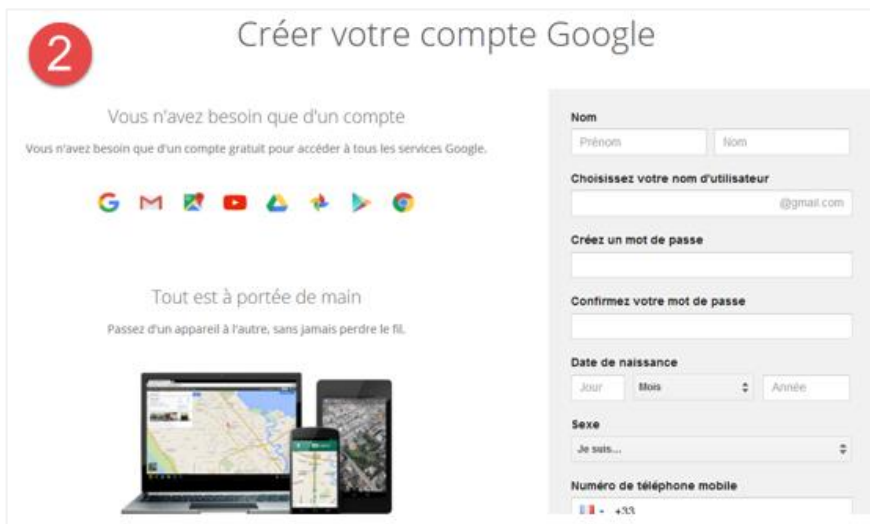 2
Créer votre compte Google
Vous n'avez besoin que d'un compte
Vous n'avez besoin que d'un compte gratuit pour accéder à tous les services Google.
Tout est à portée de main
Passez d'un appareil à l'autre, sans jamais perdre le fil.
Nom
Prénom Nom
Choisissez votre nom d'utilisateur
@gmail.com
Créez un mot de passe
Confirmez votre mot de passe
Date de naissance
Jour Mois Année
Sexe
Je suis...
Numéro de téléphone mobile
+33